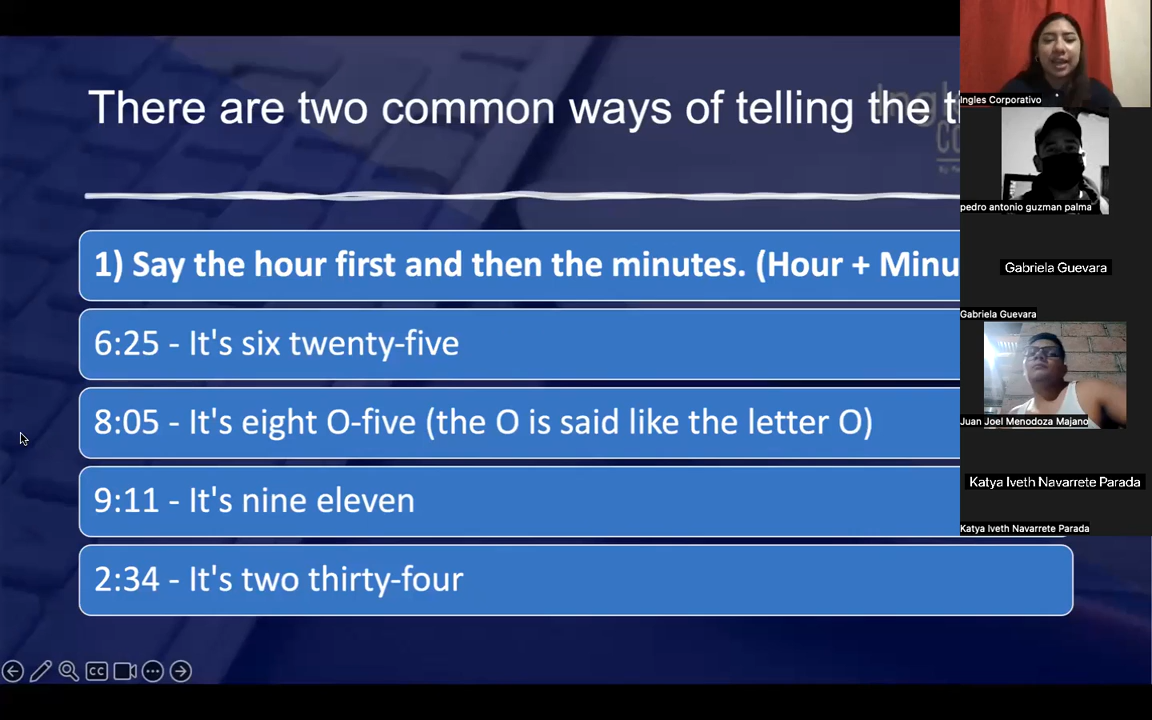 There are two common ways of telling the t
1) Say the hour first and then the minutes. (Hour + Minu
6:25 - It's six twenty-five
8:05 - It's eight O-five (the O is said like the letter O)
9:11 - It's nine eleven
2:34 - It's two thirty-four
CC
Ingles Corporativo
pedro antonio guzman palma
Gabriela Guevara
Gabriela Guevara
Juan Joel Menodoza Majano
Katya Iveth Navarrete Parada
Katya Iveth Navarrete Parada